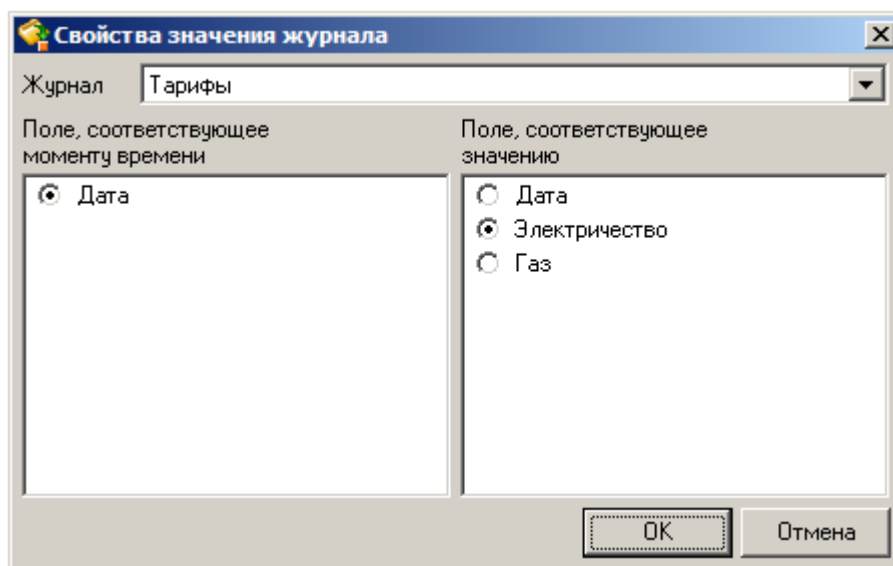 Свойства значения журнала
Журнал Тарифы
Поле, соответствующее
моменту времени
Дата
Поле, соответствующее
значению
Дата
Электричество
Газ
OK Отмена